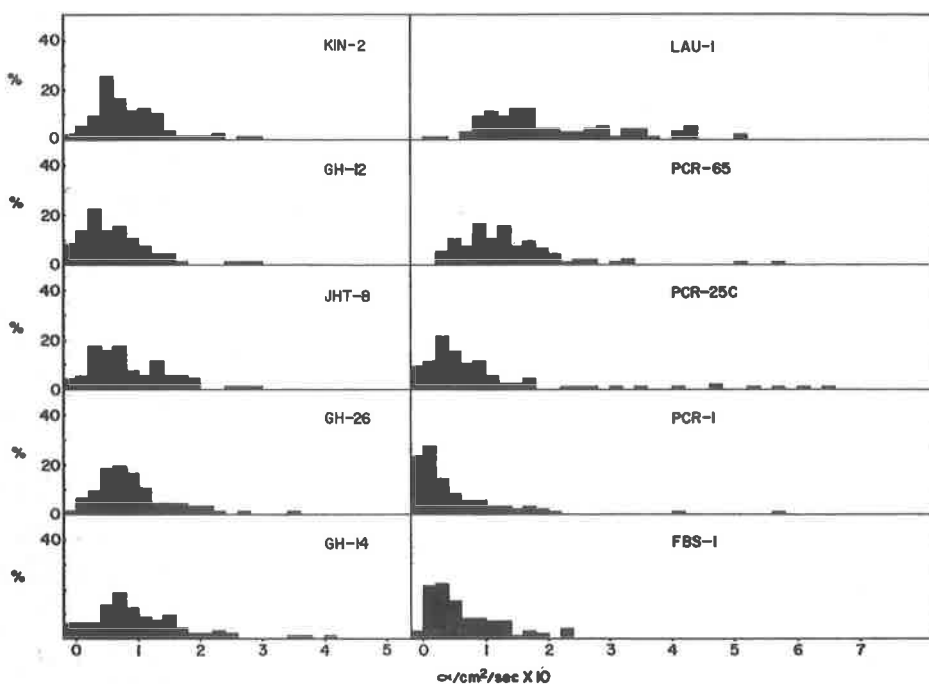 KIN-2
LAU-1
40
%
20
0
GH-12
PCR-65
40
%
20
0
JHT-8
PCR-25C
40
%
20
0
GH-26
PCR-1
40
%
20
0
GH-14
FBS-1
40
%
0 1 2 3 4 5 0 1 2 3 4 5 6 7
α/cm²/sec X 10